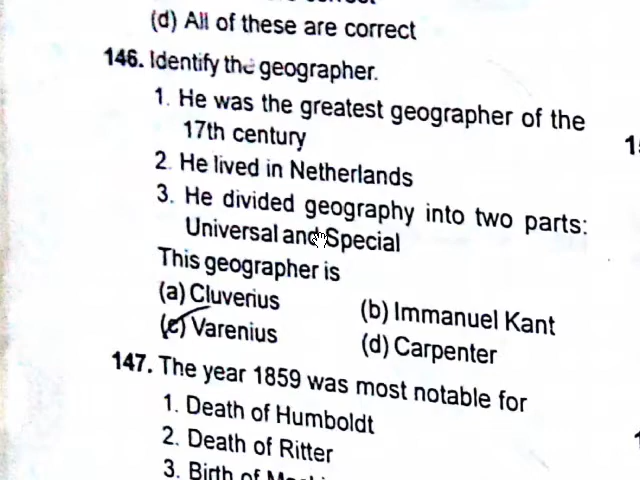 (d) All of these are correct
146. Identify the geographer.
1. He was the greatest geographer of the
17th century
2. He lived in Netherlands
3. He divided geography into two parts:
Universal and Special
This geographer is
(a) Cluverius (b) Immanuel Kant
(c) Varenius (d) Carpenter
147. The year 1859 was most notable for
1. Death of Humboldt
2. Death of Ritter
3. Birth of